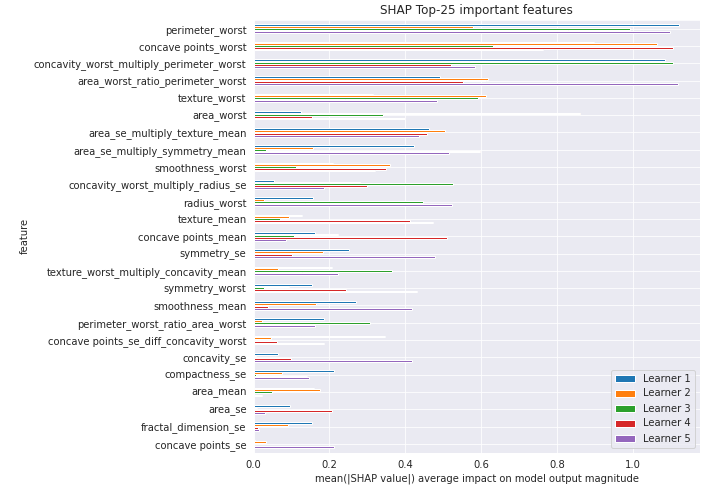 SHAP Top-25 important features
perimeter_worst
concave points_worst
concavity_worst_multiply_perimeter_worst
area_worst_ratio_perimeter_worst
texture_worst
area_worst
area_se_multiply_texture_mean
area_se_multiply_symmetry_mean
smoothness_worst
concavity_worst_multiply_radius_se
radius_worst
texture_mean
concave points_mean
symmetry_se
texture_worst_multiply_concavity_mean
symmetry_worst
smoothness_mean
perimeter_worst_ratio_area_worst
concave points_se_diff_concavity_worst
concavity_se
compactness_se
area_mean
area_se
fractal_dimension_se
concave points_se
feature
Learner 1
Learner 2
Learner 3
Learner 4
Learner 5
0.0 0.2 0.4 0.6 0.8 1.0
mean(|SHAP value|) average impact on model output magnitude